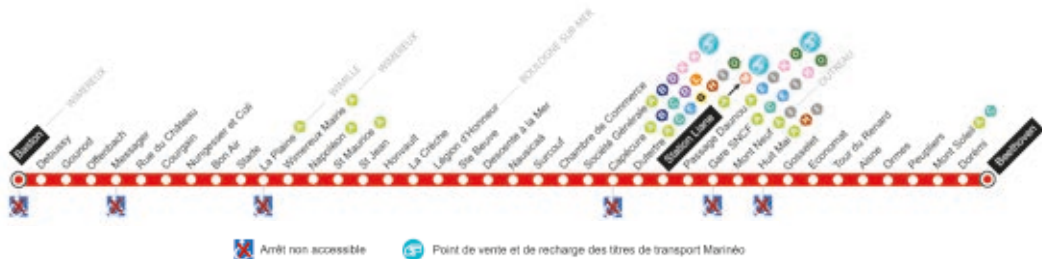 WIMEREUX
WIMILLE
WIMEREUX
BOULOGNE SUR MER
OUTREAU
Baston
Debussy
Gounod
Offenbach
Messager
Rue du Château
Courgain
Nungesser et Coli
Bon Air
Stade
La Plaine
Wimereux Mairie
Napoléon
St Maurice
St Jean
Honvault
La Crèche
Légion d'Honneur
Ste Beuve
Descente à la Mer
Nausicaá
Surcouf
Chambre de Commerce
Société Générale
Capécure
Dutertre
Station Liane
Passage Daunou
Gare SNCF
Mont Neuf
Huit Mai
Gosselet
Economat
Tour du Renard
Aisne
Ormes
Peupliers
Mont Soleil
Dorémi
Beethoven
Arrêt non accessible
Point de vente et de recharge des titres de transport Marinéo